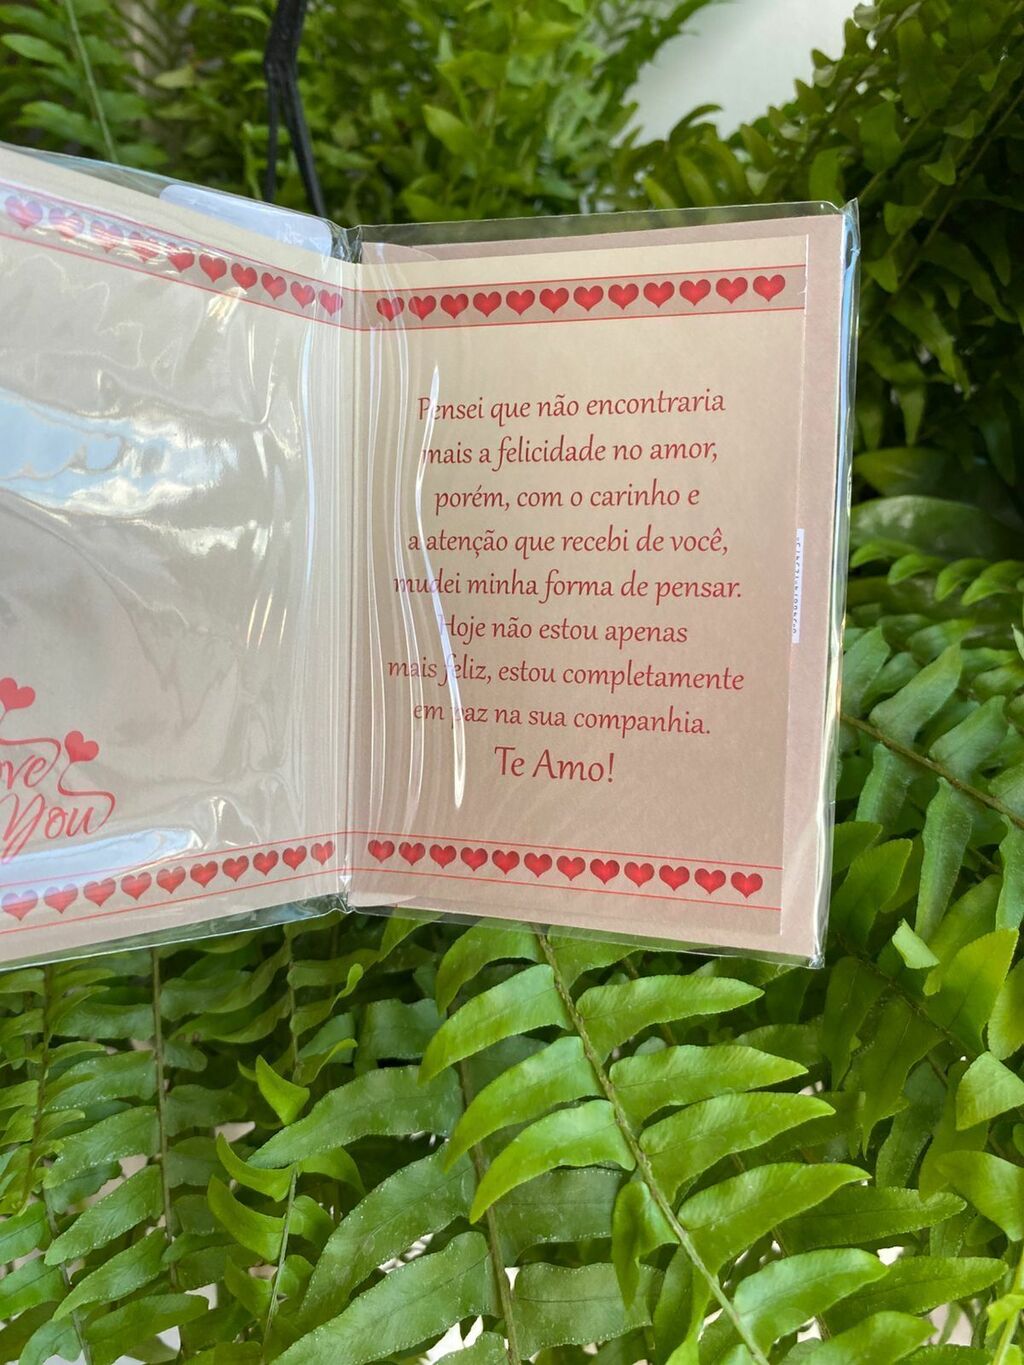 Love
You
Pensei que não encontraria
mais a felicidade no amor,
porém, com o carinho e
a atenção que recebi de você,
mudei minha forma de pensar.
Hoje não estou apenas
mais feliz, estou completamente
em paz na sua companhia.
Te Amo!